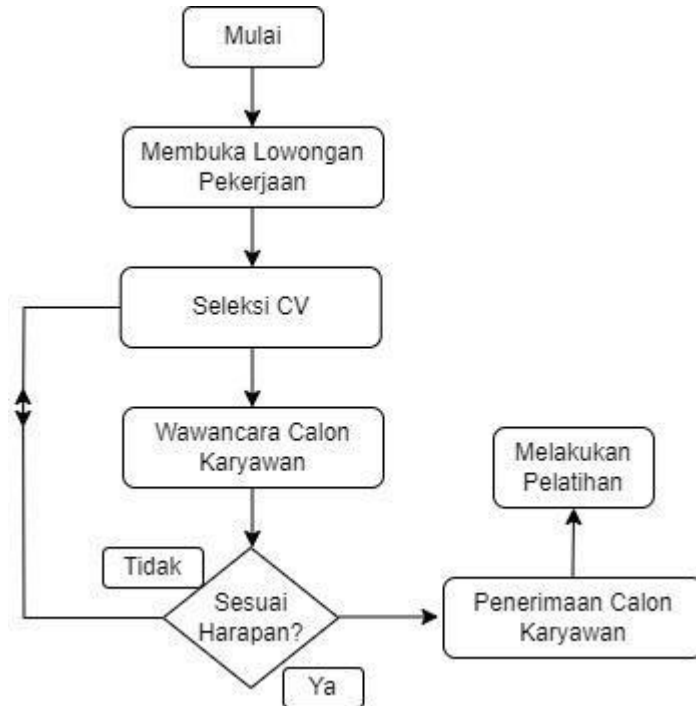 Mulai
Membuka Lowongan
Pekerjaan
Seleksi CV
Wawancara Calon
Karyawan
Melakukan
Pelatihan
Tidak
Sesuai
Harapan?
Penerimaan Calon
Karyawan
Ya